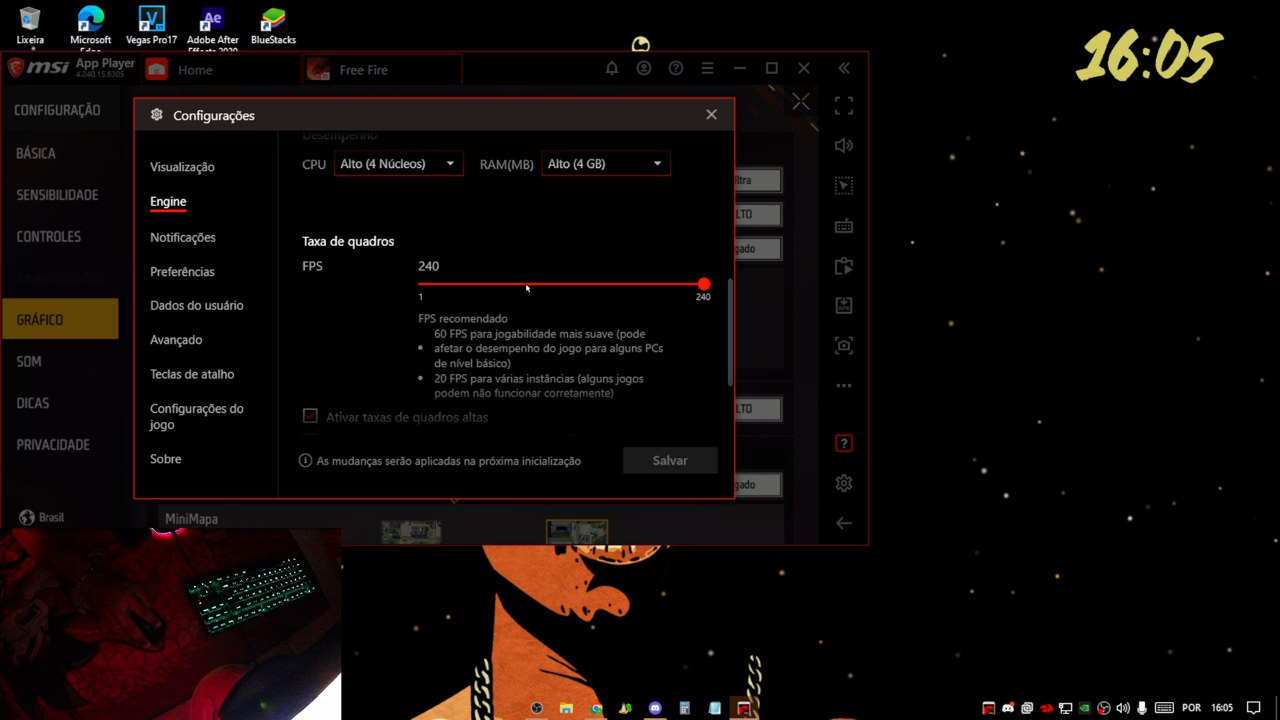 Lixeira
Microsoft
Edge
Vegas Pro17
Adobe After
Effects 2020
BlueStacks
16:05
msi App Player
4.240.15.6305
Home
Free Fire
CONFIGURAÇÃO
BÁSICA
SENSIBILIDADE
CONTROLES
GRÁFICO
SOM
DICAS
PRIVACIDADE
Brasil
Configurações
Visualização
Engine
Notificações
Preferências
Dados do usuário
Avançado
Teclas de atalho
Configurações do
jogo
Sobre
Desempenho
CPU Alto (4 Núcleos) RAM(MB) Alto (4 GB)
Taxa de quadros
FPS 240
1 240
FPS recomendado
60 FPS para jogabilidade mais suave (pode
afetar o desempenho do jogo para alguns PCs
de nível básico)
20 FPS para várias instâncias (alguns jogos
podem não funcionar corretamente)
Ativar taxas de quadros altas
As mudanças serão aplicadas na próxima inicialização
Salvar
ltra
LTO
gado
LTO
gado
MiniMapa
POR 16:05